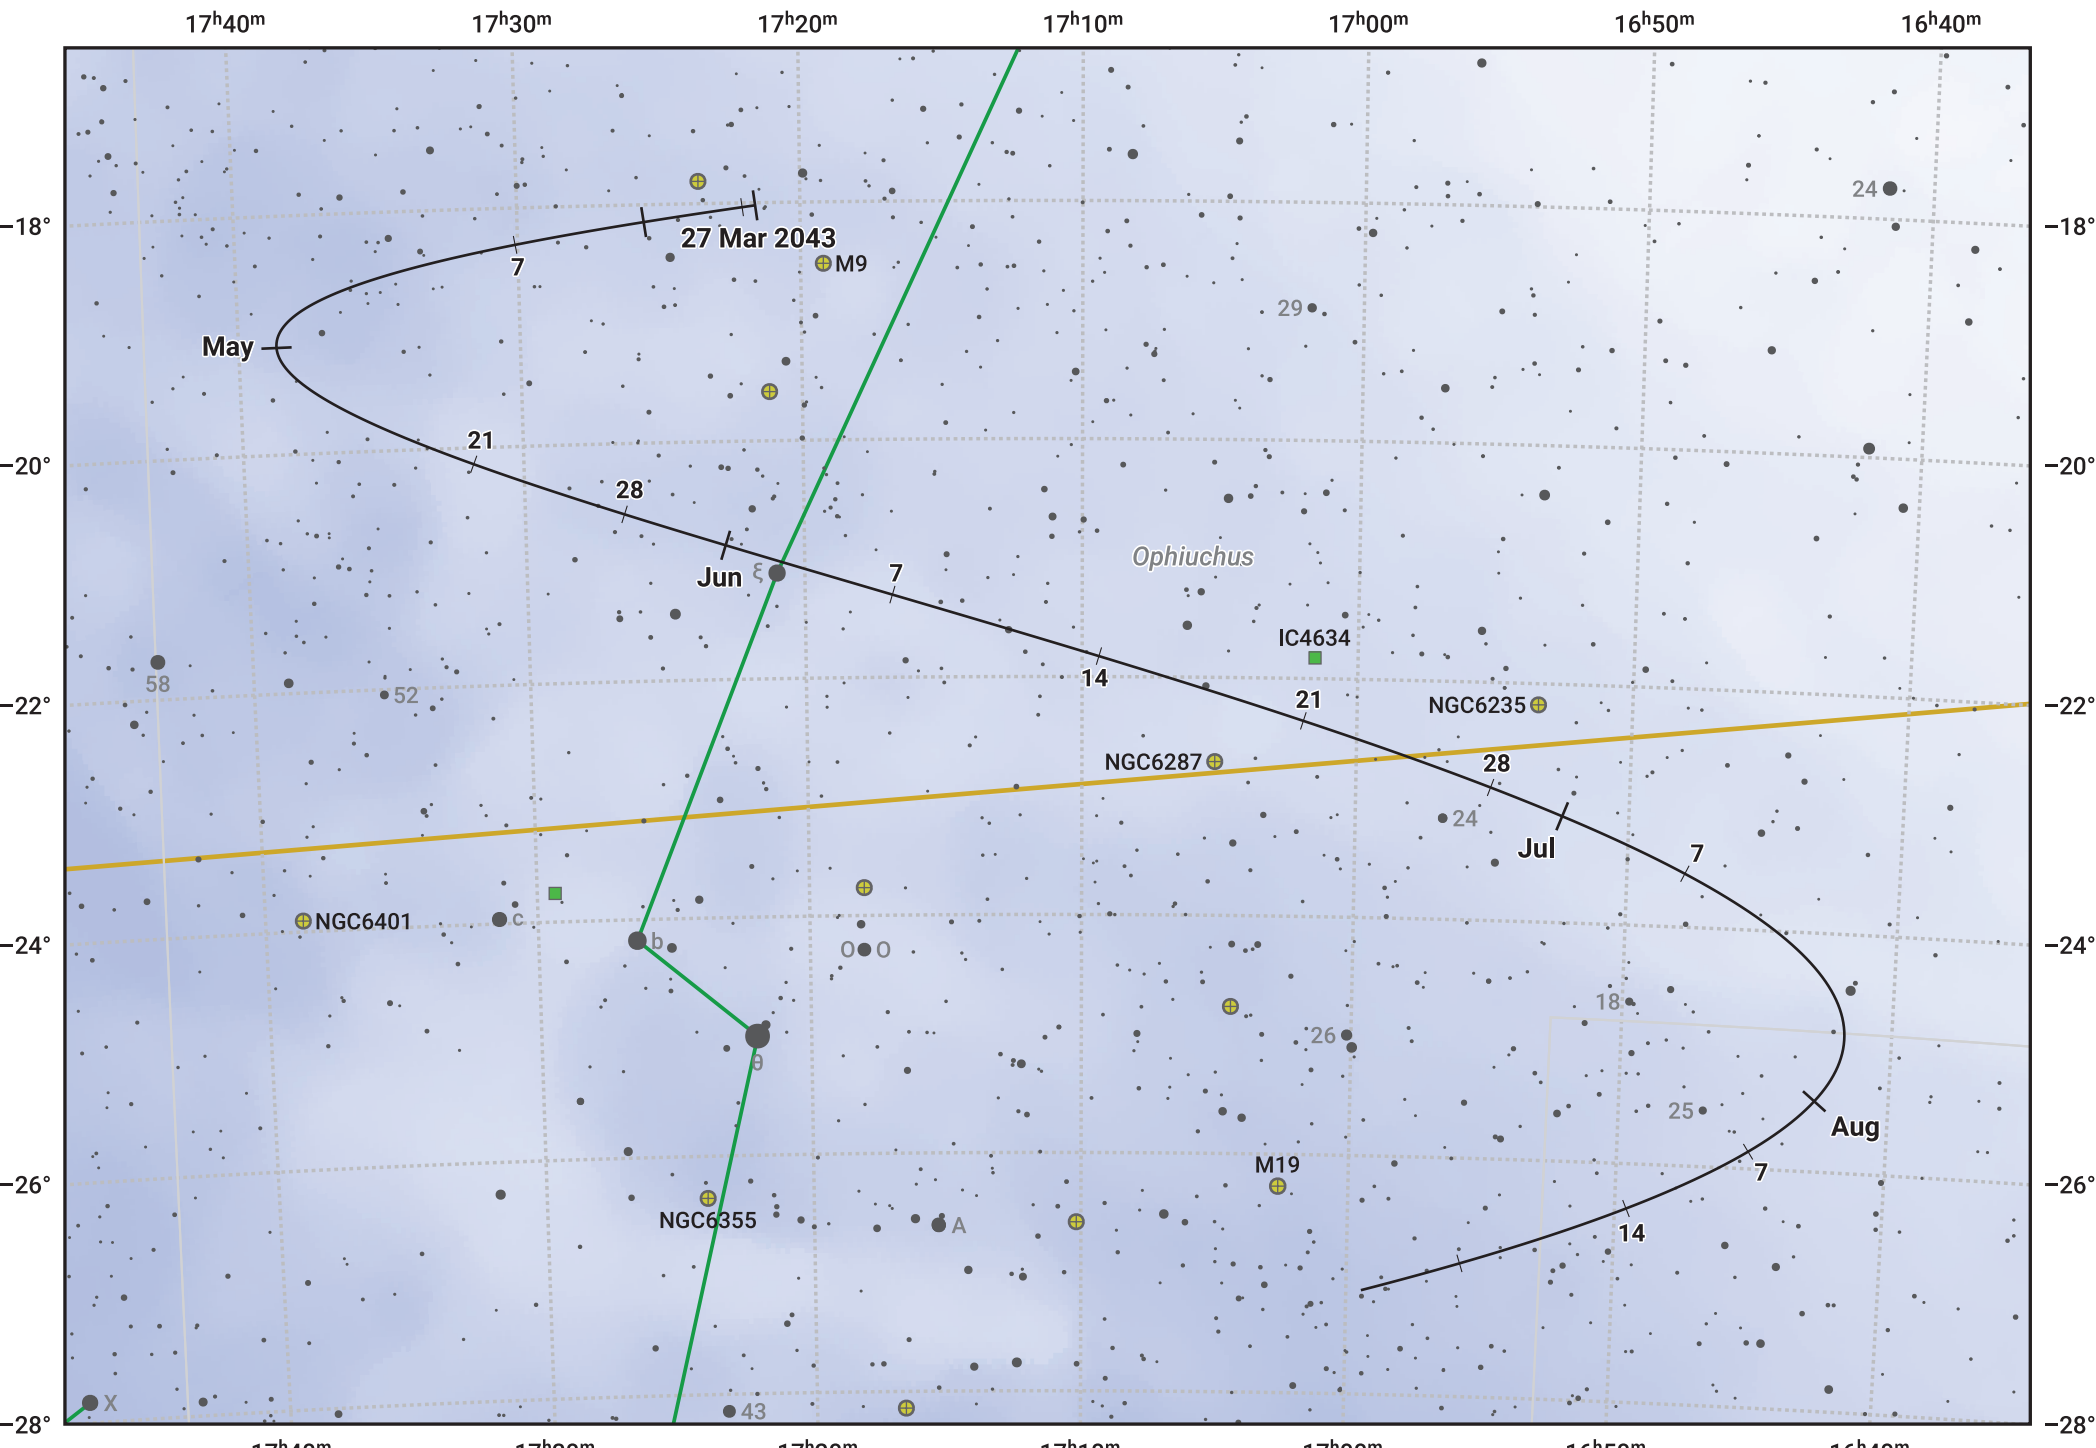 17ʰ40ᵐ 17ʰ30ᵐ 17ʰ20ᵐ 17ʰ10ᵐ 17ʰ00ᵐ 16ʰ50ᵐ 16ʰ40ᵐ
24
−18° −18°
27 Mar 2043
7
M9
29
May
21
−20° −20°
28
Ophiuchus
Jun
ξ
7
IC4634
14
58
52
21
NGC6235
−22° −22°
NGC6287
28
24
Jul
7
NGC6401
c
b
O O
−24° −24°
18
26
θ
25
Aug
M19
7
−26° −26°
NGC6355
A
14
X
43
−28° −28°